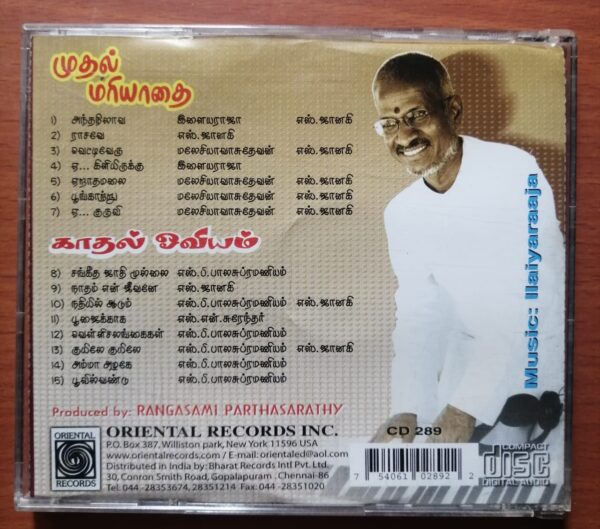 முதல்
மரியாதை
1) அந்தநிலாவ இளையராஜா எஸ்.ஜானகி
2) ராசாவே எஸ்.ஜானகி
3) வெட்டிவேரு மலேசியாவாசுதேவன் எஸ்.ஜானகி
4) ஏ... கிளியிருக்கு இளையராஜா
5) ஏறாதமலை மலேசியாவாசுதேவன் எஸ்.ஜானகி
6) பூங்காற்று மலேசியாவாசுதேவன் எஸ்.ஜானகி
7) ஏ... குருவி மலேசியாவாசுதேவன் எஸ்.ஜானகி
காதல் ஓவியம்
8) சங்கீத ஜாதி முல்லை எஸ்.பி.பாலசுப்ரமணியம்
9) நாதம் என் ஜீவனே எஸ்.ஜானகி
10) நதியில் ஆடும் எஸ்.பி.பாலசுப்ரமணியம் எஸ்.ஜானகி
11) பூஜைக்காக எஸ்.என்.சுரேந்தர்
12) வெள்ளிசலங்கைகள் எஸ்.பி.பாலசுப்ரமணியம்
13) குயிலே குயிலே எஸ்.பி.பாலசுப்ரமணியம் எஸ்.ஜானகி
14) அம்மா அழகே எஸ்.பி.பாலசுப்ரமணியம்
15) பூவில்வண்டு எஸ்.பி.பாலசுப்ரமணியம்
Music: Ilaiyaraaja
Produced by: RANGASAMI PARTHASARATHY
ORIENTAL RECORDS
ORIENTAL RECORDS INC.
P.O. Box 387, Williston park, New York 11596 USA
www.orientalrecords.com / E-mail orientaled@aol.com
Distributed in India by: Bharat Records Intl Pvt. Ltd.
30, Conron Smith Road, Gopalapuram , Chennai-86
Tel: 044 -28353674, 28351214 Fax: 044 -28351020
CD 289
7 54061 02892 2
COMPACT
disc
DIGITAL AUDIO